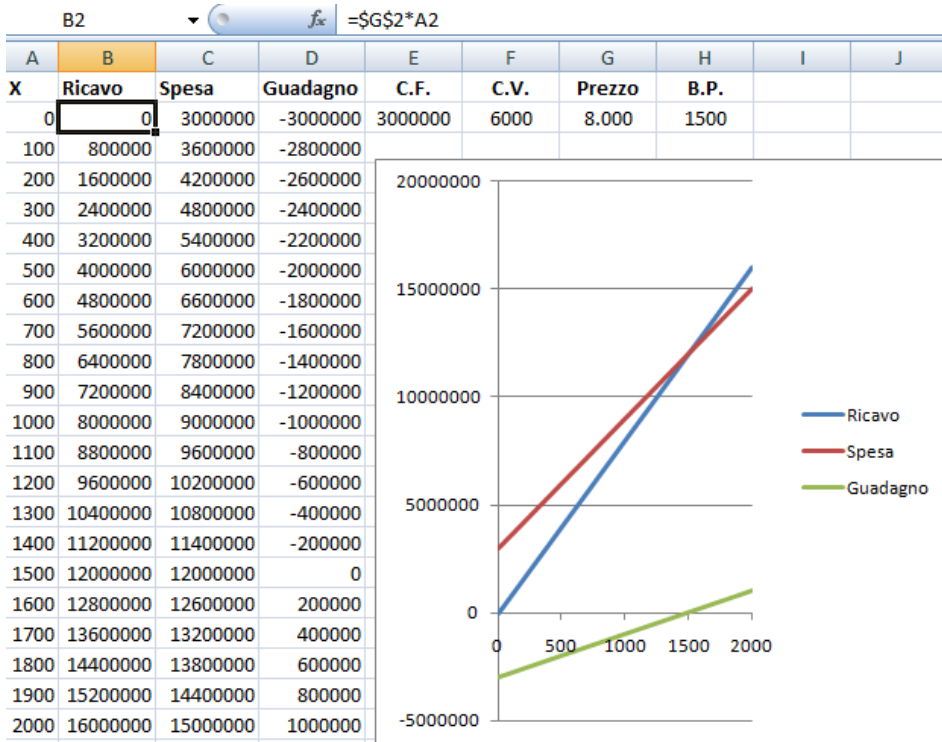 B2 fx =$G$2*A2
A B C D E F G H I J
X Ricavo Spesa Guadagno C.F. C.V. Prezzo B.P.
0 0 3000000 -3000000 3000000 6000 8.000 1500
100 800000 3600000 -2800000
200 1600000 4200000 -2600000
300 2400000 4800000 -2400000
400 3200000 5400000 -2200000
500 4000000 6000000 -2000000
600 4800000 6600000 -1800000
700 5600000 7200000 -1600000
800 6400000 7800000 -1400000
900 7200000 8400000 -1200000
1000 8000000 9000000 -1000000
1100 8800000 9600000 -800000
1200 9600000 10200000 -600000
1300 10400000 10800000 -400000
1400 11200000 11400000 -200000
1500 12000000 12000000 0
1600 12800000 12600000 200000
1700 13600000 13200000 400000
1800 14400000 13800000 600000
1900 15200000 14400000 800000
2000 16000000 15000000 1000000
20000000
15000000
10000000
5000000
0
0 500 1000 1500 2000
-5000000
Ricavo
Spesa
Guadagno